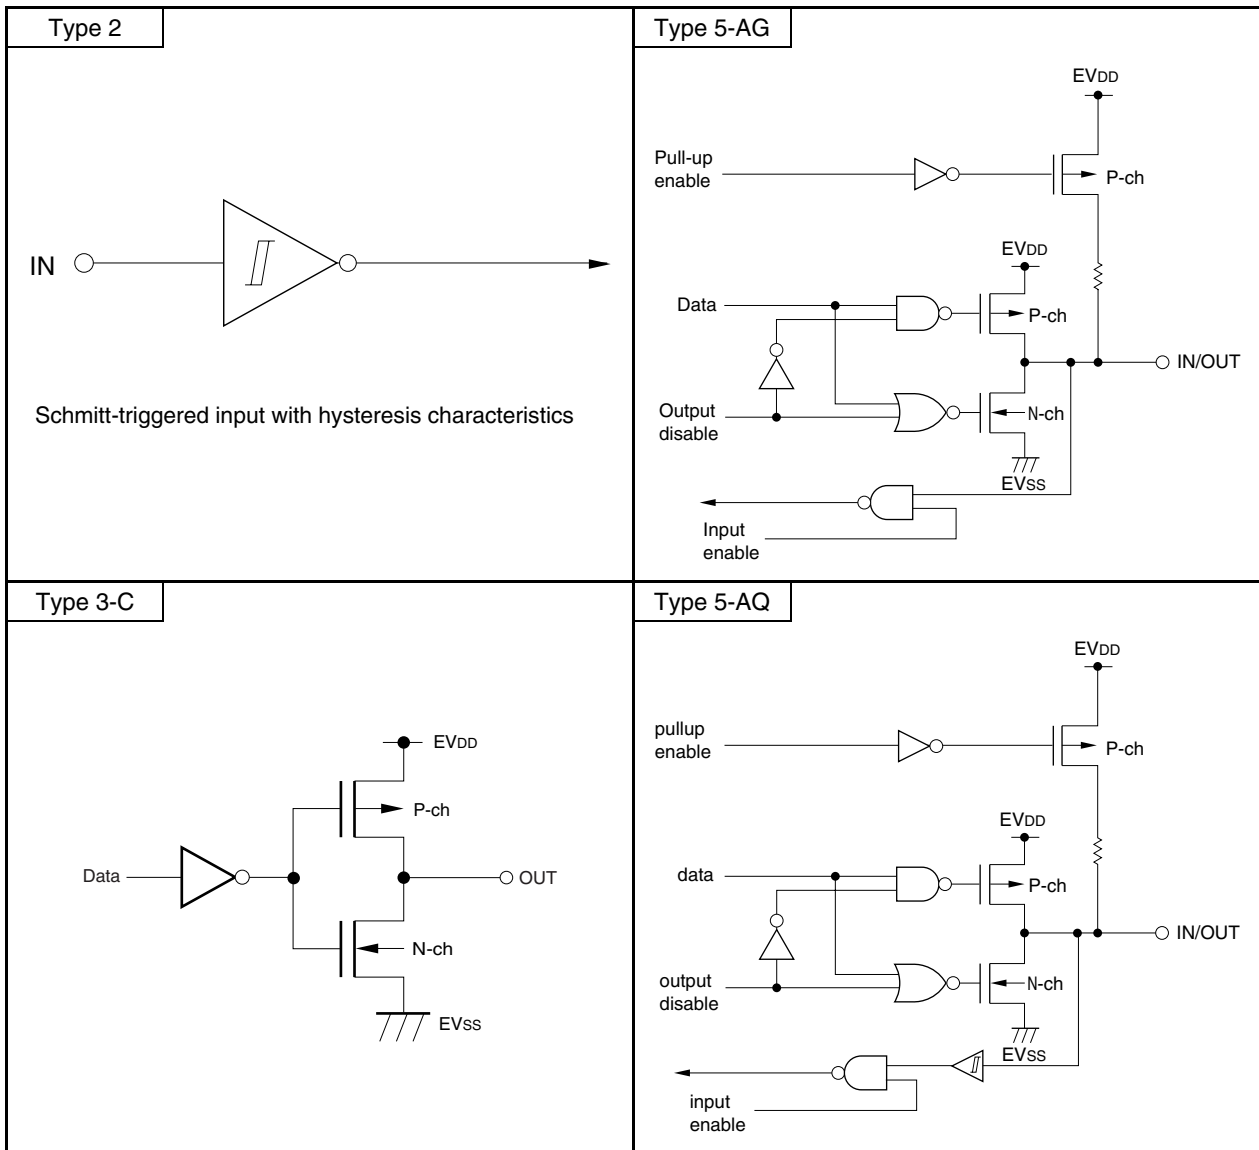 Type 2
IN
Schmitt-triggered input with hysteresis characteristics
Type 5-AG
EVDD
Pull-up
enable
P-ch
EVDD
Data
P-ch
IN/OUT
Output
disable
N-ch
EVSS
Input
enable
Type 3-C
EVDD
P-ch
Data
OUT
N-ch
EVSS
Type 5-AQ
EVDD
pullup
enable
P-ch
EVDD
data
P-ch
IN/OUT
output
disable
N-ch
EVSS
input
enable